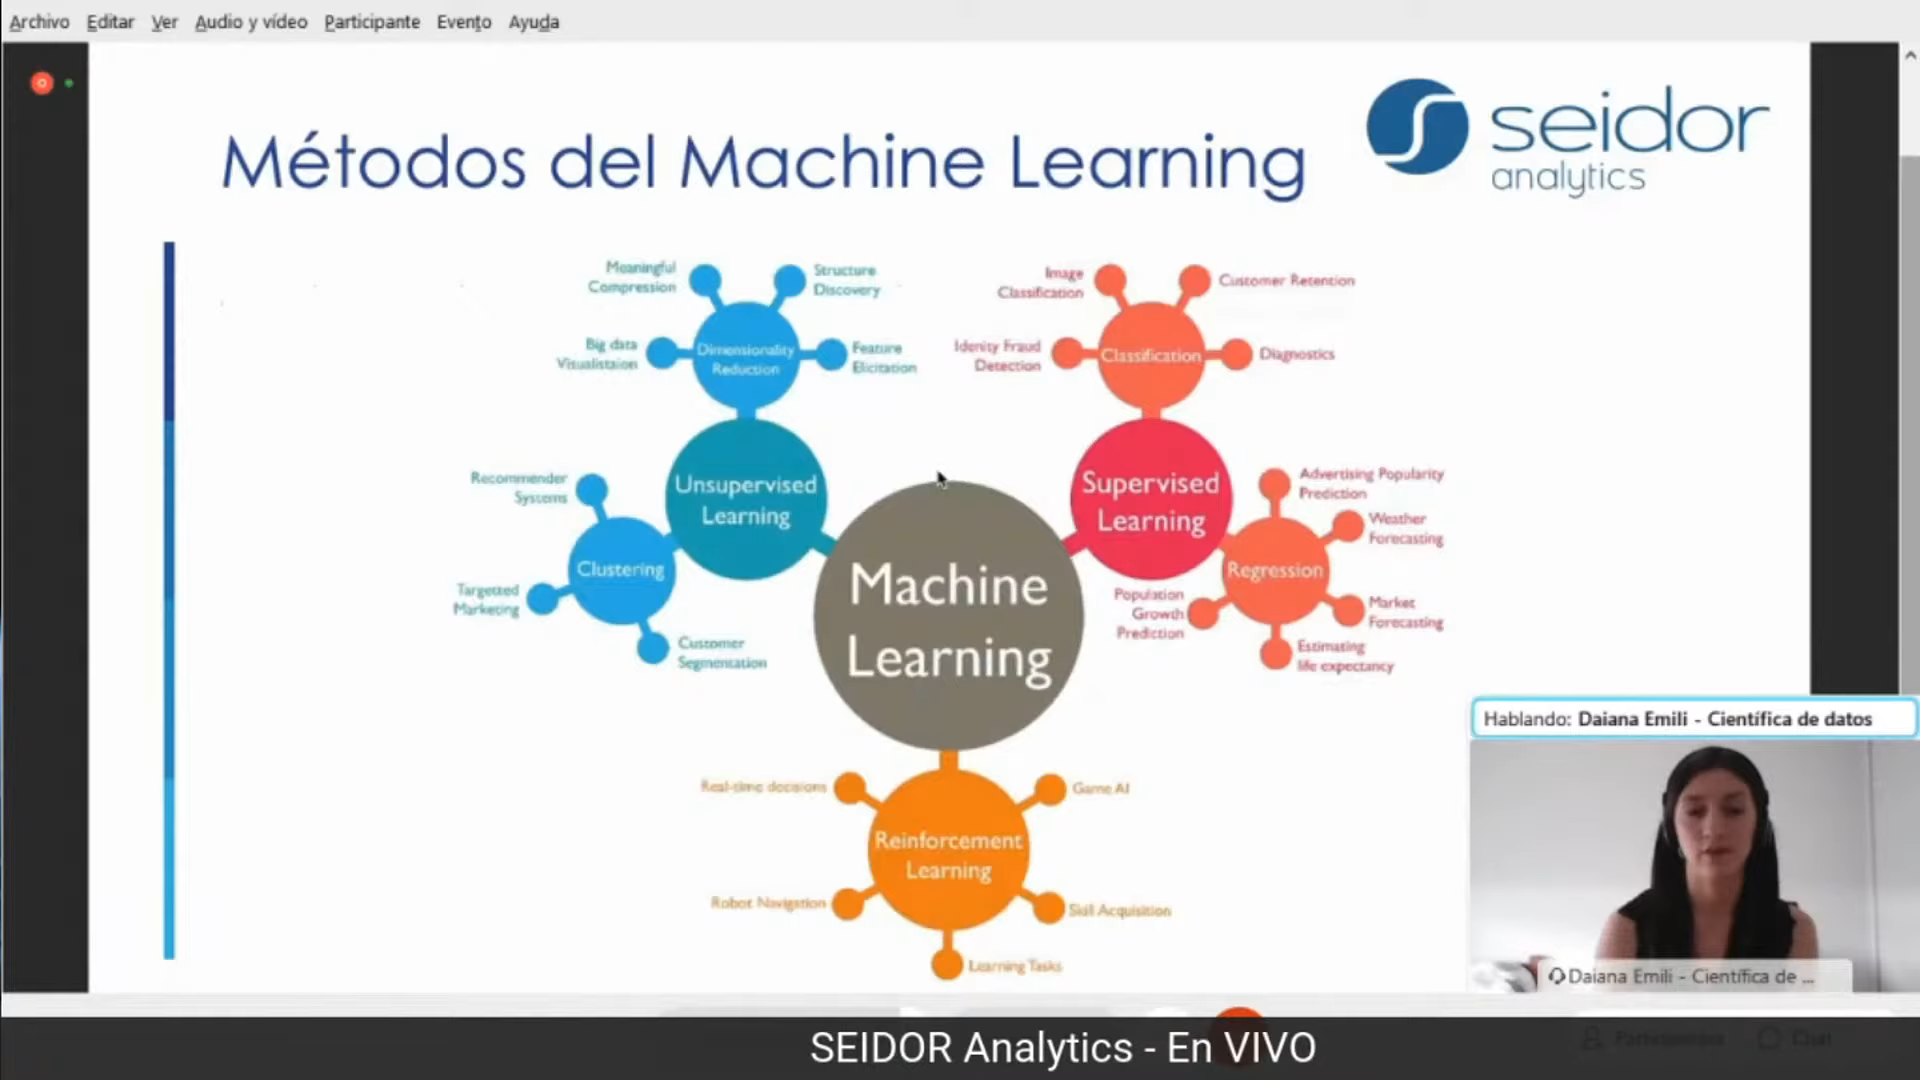 Archivo Editar Ver Audio y vídeo Participante Evento Ayuda
Métodos del Machine Learning
seidor
analytics
Meaningful
Compression
Structure
Discovery
Big data
Visualistaion
Dimensionality
Reduction
Feature
Elicitation
Image
Classification
Customer Retention
Idenity Fraud
Detection
Classification
Diagnostics
Recommender
Systems
Unsupervised
Learning
Clustering
Targetted
Marketing
Customer
Segmentation
Supervised
Learning
Advertising Popularity
Prediction
Weather
Forecasting
Regression
Population
Growth
Prediction
Market
Forecasting
Estimating
life expectancy
Machine
Learning
Real-time decisions
Game AI
Reinforcement
Learning
Robot Navigation
Skill Acquisition
Learning Tasks
Hablando: Daiana Emili - Científica de datos
Daiana Emili - Científica de ...
SEIDOR Analytics - En VIVO
Chat